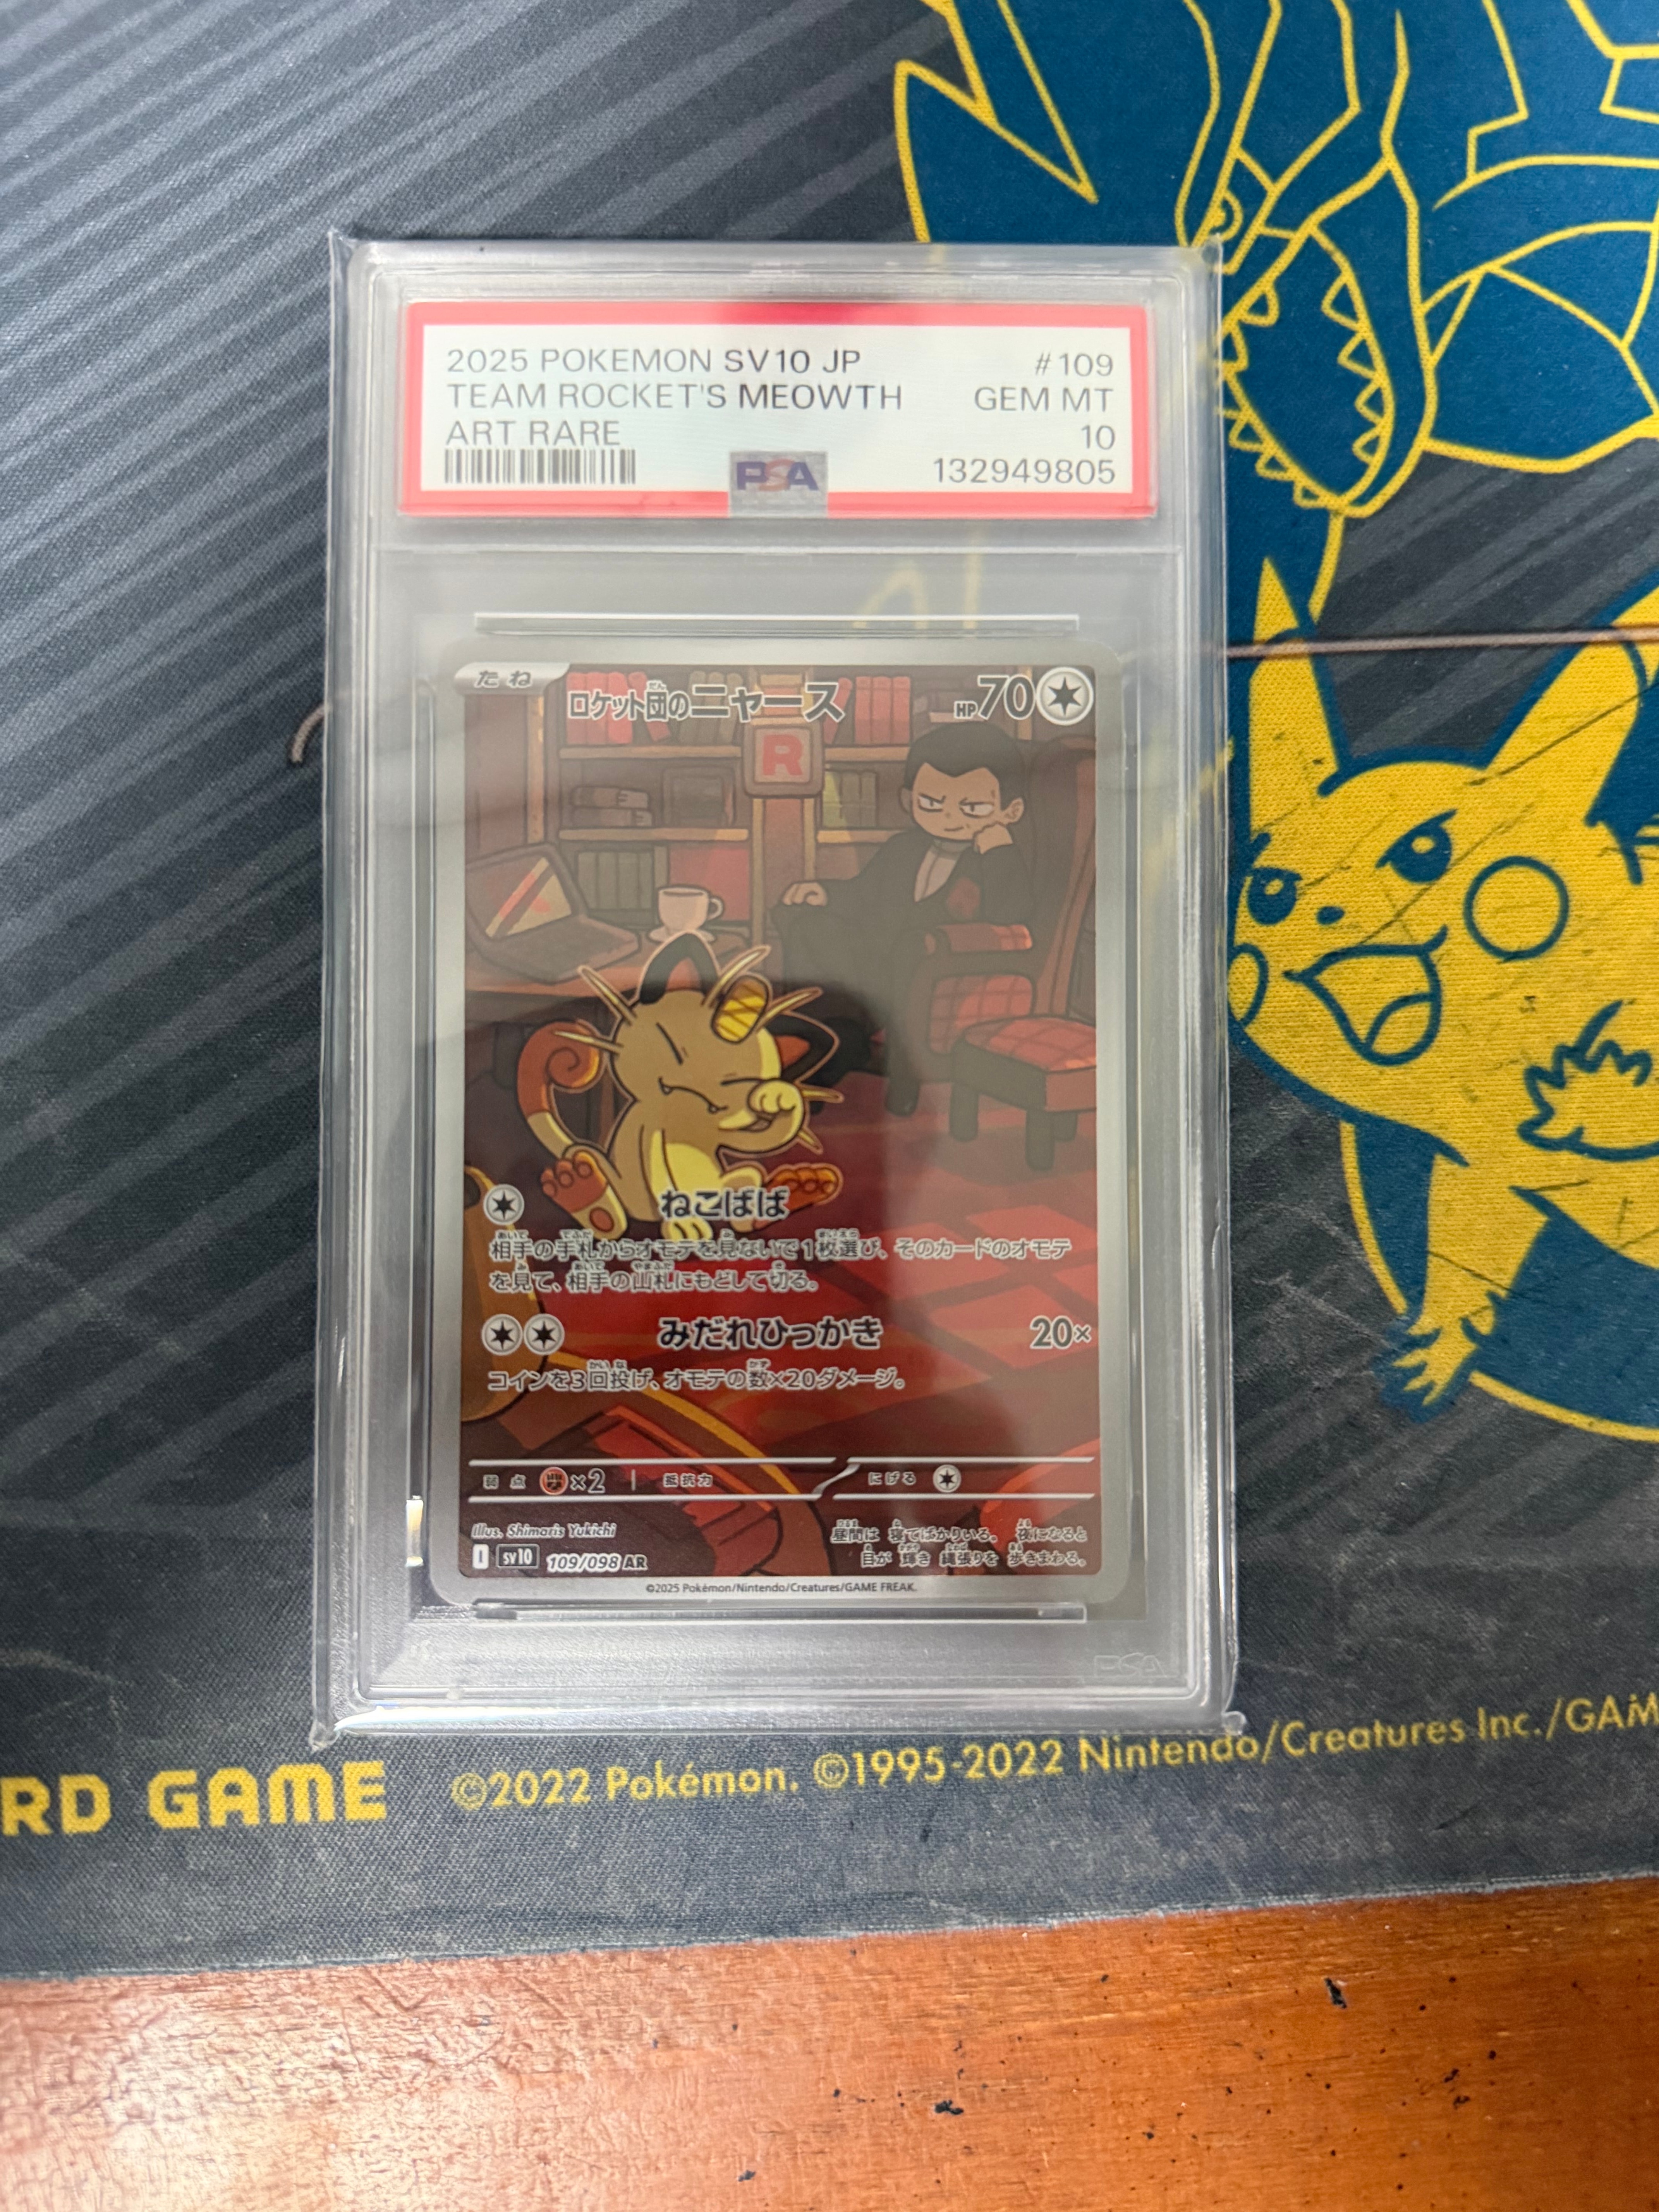 2025 POKEMON SV10 JP #109
TEAM ROCKET'S MEOWTH GEM MT
ART RARE 10
PSA 132949805
たね ロケット団のニャース HP70
だん
R
ねこばば
相手の手札からオモテを見ないで1枚選び、そのカードのオモテ
を見て、相手の山札にもどして切る。
みだれひっかき 20×
コインを3回投げ、オモテの数×20ダメージ。
弱点 ×2 抵抗力 にげる
Illus. Shimaris Yukichi
昼間は 寝てばかりいる。 夜になると
目が 輝き 縄張りを 歩きまわる。
I sv10 109/098 AR
©2025 Pokémon/Nintendo/Creatures/GAME FREAK.
PSA
RD GAME ©2022 Pokémon. ©1995-2022 Nintendo/Creatures Inc./GAM